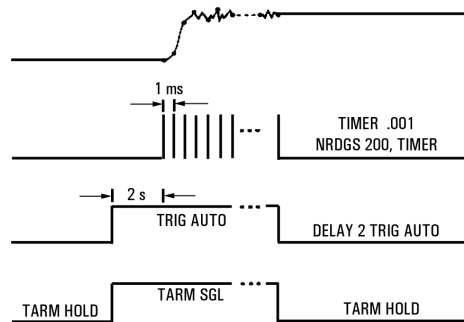 1 ms
TIMER .001
NRDGS 200, TIMER
2 s
TRIG AUTO
DELAY 2 TRIG AUTO
TARM HOLD
TARM SGL
TARM HOLD